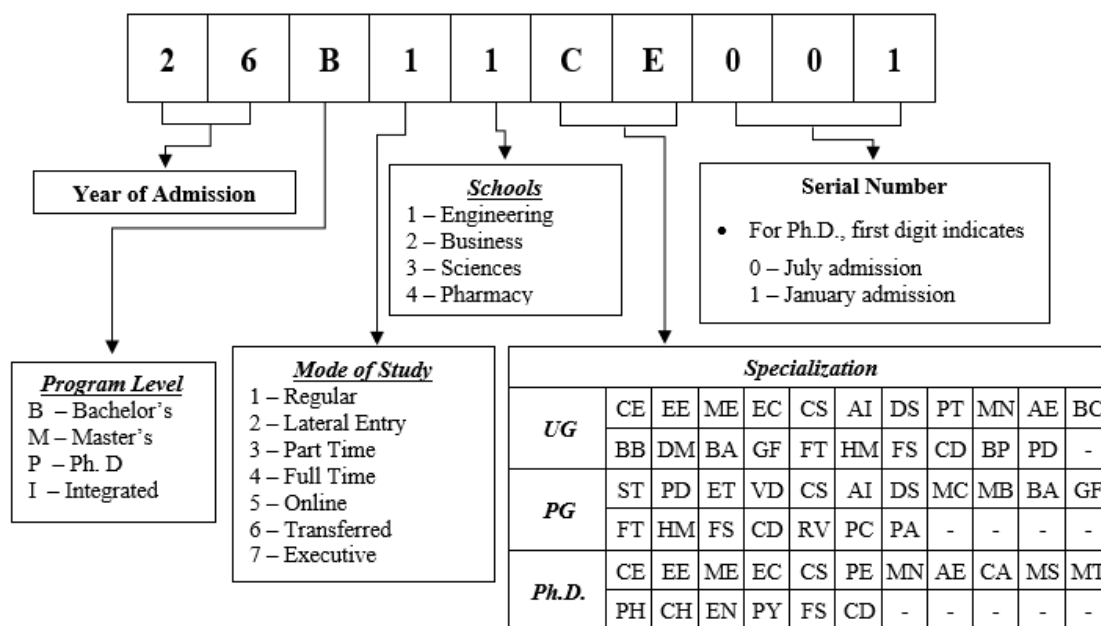 2 6 B 1 1 C E 0 0 1
Year of Admission
Schools
1 – Engineering
2 – Business
3 – Sciences
4 – Pharmacy
Serial Number
• For Ph.D., first digit indicates
0 – July admission
1 – January admission
Program Level
B – Bachelor's
M – Master's
P – Ph. D
I – Integrated
Mode of Study
1 – Regular
2 – Lateral Entry
3 – Part Time
4 – Full Time
5 – Online
6 – Transferred
7 – Executive
Specialization
UG
CE EE ME EC CS AI DS PT MN AE BC
BB DM BA GF FT HM FS CD BP PD -
PG
ST PD ET VD CS AI DS MC MB BA GF
FT HM FS CD RV PC PA - - - -
Ph.D.
CE EE ME EC CS PE MN AE CA MS MT
PH CH EN PY FS CD - - - - -